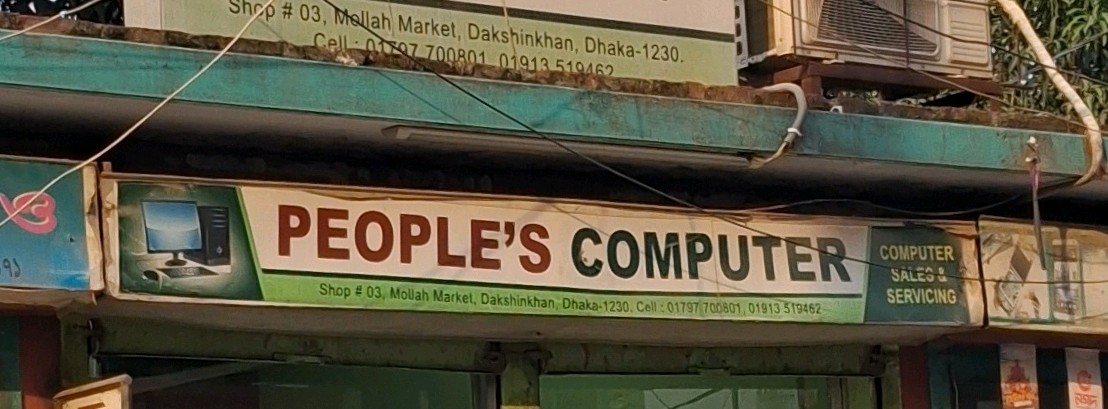 Shop # 03, Mollah Market, Dakshinkhan, Dhaka-1230.
Cell : 01797 700801, 01913 519462
PEOPLE'S COMPUTER
Shop # 03, Mollah Market, Dakshinkhan, Dhaka-1230. Cell : 01797 700801, 01913 519462
COMPUTER
SALES &
SERVICING